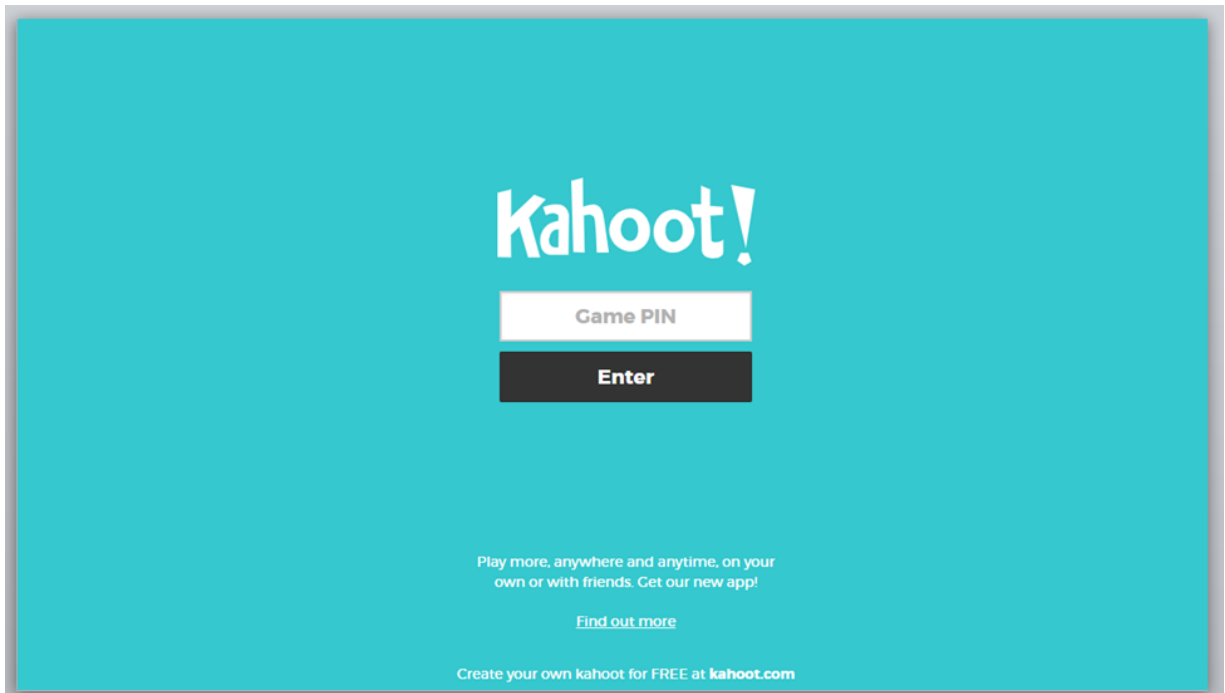 Kahoot!
Game PIN
Enter
Play more, anywhere and anytime, on your
own or with friends. Get our new app!
Find out more
Create your own kahoot for FREE at kahoot.com